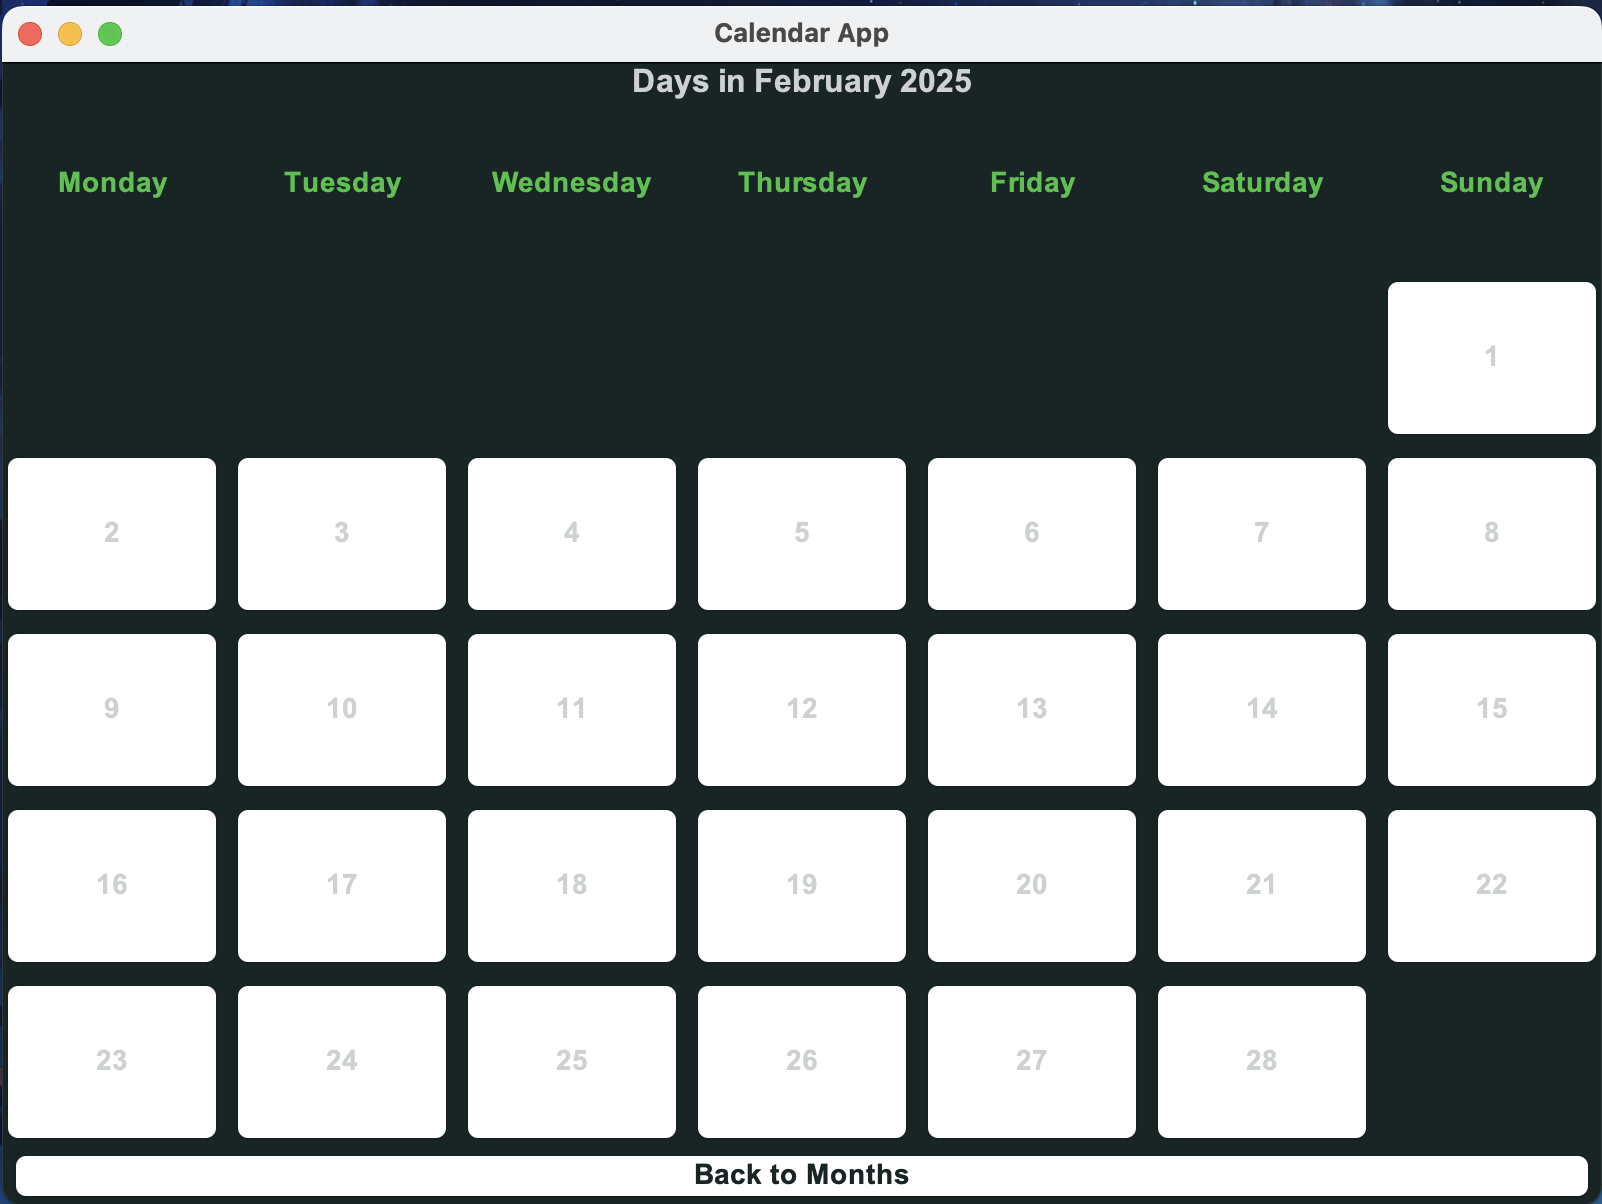 Calendar App
Days in February 2025
Monday Tuesday Wednesday Thursday Friday Saturday Sunday
1
2 3 4 5 6 7 8
9 10 11 12 13 14 15
16 17 18 19 20 21 22
23 24 25 26 27 28
Back to Months